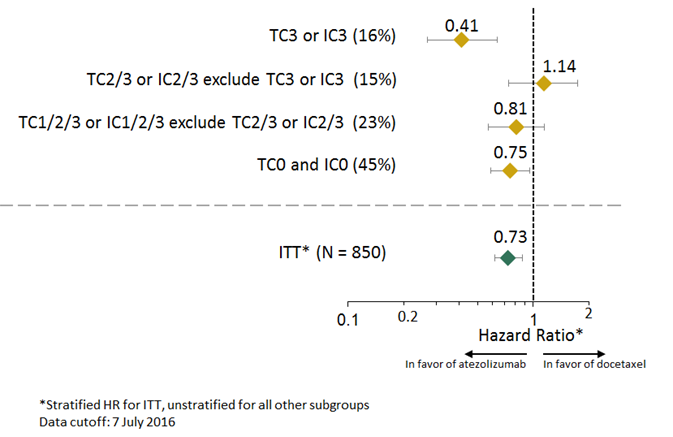 TC3 or IC3 (16%)
0.41
TC2/3 or IC2/3 exclude TC3 or IC3 (15%)
1.14
TC1/2/3 or IC1/2/3 exclude TC2/3 or IC2/3 (23%)
0.81
TC0 and IC0 (45%)
0.75
ITT* (N = 850)
0.73
0.1 0.2 1 2
Hazard Ratio*
In favor of atezolizumab In favor of docetaxel
*Stratified HR for ITT, unstratified for all other subgroups
Data cutoff: 7 July 2016